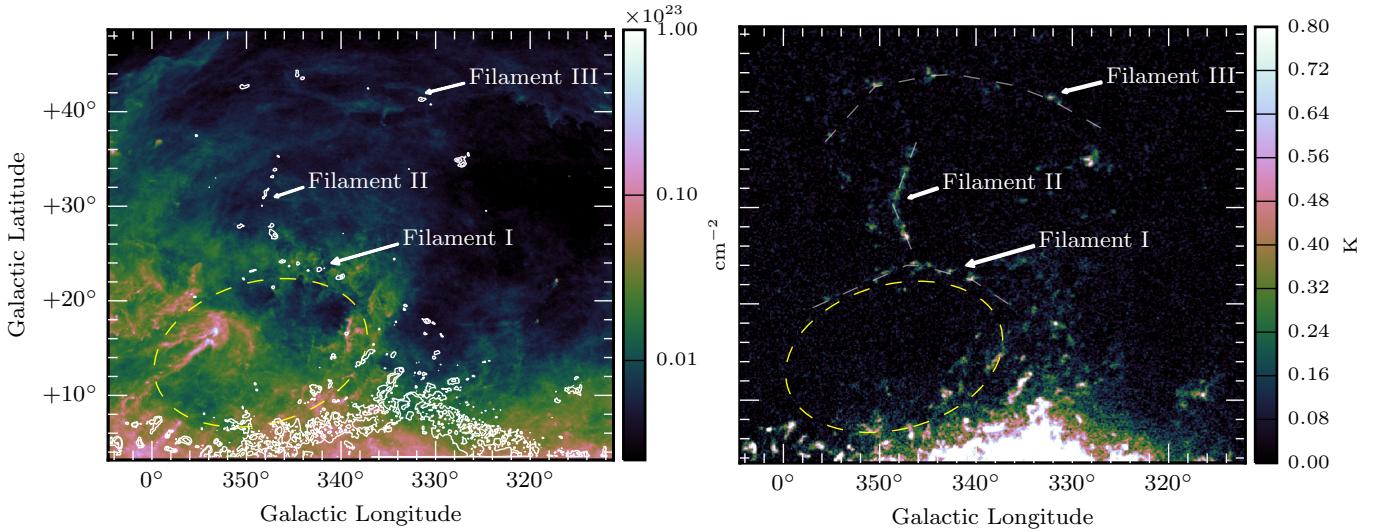 ×10²³
1.00
0.10
0.01
cm⁻²
Filament III
Filament II
Filament I
+40°
+30°
+20°
+10°
Galactic Latitude
0°
350°
340°
330°
320°
Galactic Longitude
Filament III
Filament II
Filament I
0°
350°
340°
330°
320°
Galactic Longitude
0.80
0.72
0.64
0.56
0.48
0.40
0.32
0.24
0.16
0.08
0.00
K